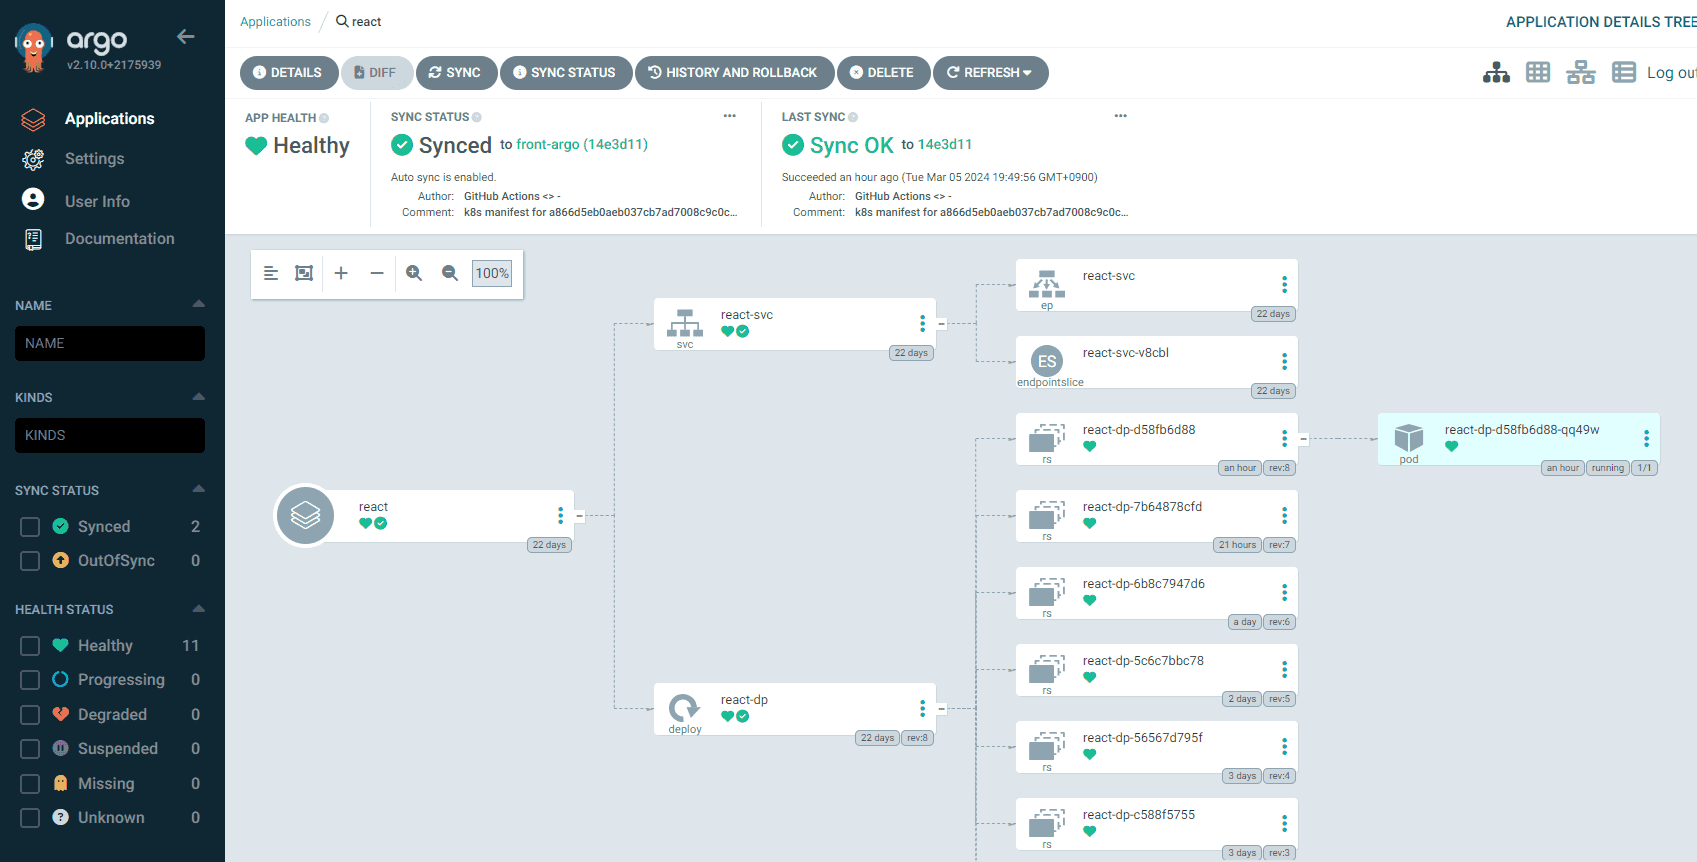 argo
v2.10.0+2175939
Applications
Settings
User Info
Documentation
NAME
NAME
KINDS
KINDS
SYNC STATUS
Synced 2
OutOfSync 0
HEALTH STATUS
Healthy 11
Progressing 0
Degraded 0
Suspended 0
Missing 0
Unknown 0
Applications / react
APPLICATION DETAILS TREE
DETAILS DIFF SYNC SYNC STATUS HISTORY AND ROLLBACK DELETE REFRESH
Log out
APP HEALTH
Healthy
SYNC STATUS
Synced to front-argo (14e3d11)
Auto sync is enabled.
Author: GitHub Actions <> -
Comment: k8s manifest for a866d5eb0aeb037cb7ad7008c9c0c...
LAST SYNC
Sync OK to 14e3d11
Succeeded an hour ago (Tue Mar 05 2024 19:49:56 GMT+0900)
Author: GitHub Actions <> -
Comment: k8s manifest for a866d5eb0aeb037cb7ad7008c9c0c...
100%
react
22 days
react-svc
svc
22 days
react-dp
deploy
22 days rev:8
react-svc
ep
22 days
ES
react-svc-v8cbl
endpointslice
22 days
react-dp-d58fb6d88
rs
an hour rev:8
react-dp-d58fb6d88-qq49w
pod
an hour running 1/1
react-dp-7b64878cfd
rs
21 hours rev:7
react-dp-6b8c7947d6
rs
a day rev:6
react-dp-5c6c7bbc78
rs
2 days rev:5
react-dp-56567d795f
rs
3 days rev:4
react-dp-c588f5755
rs
3 days rev:3